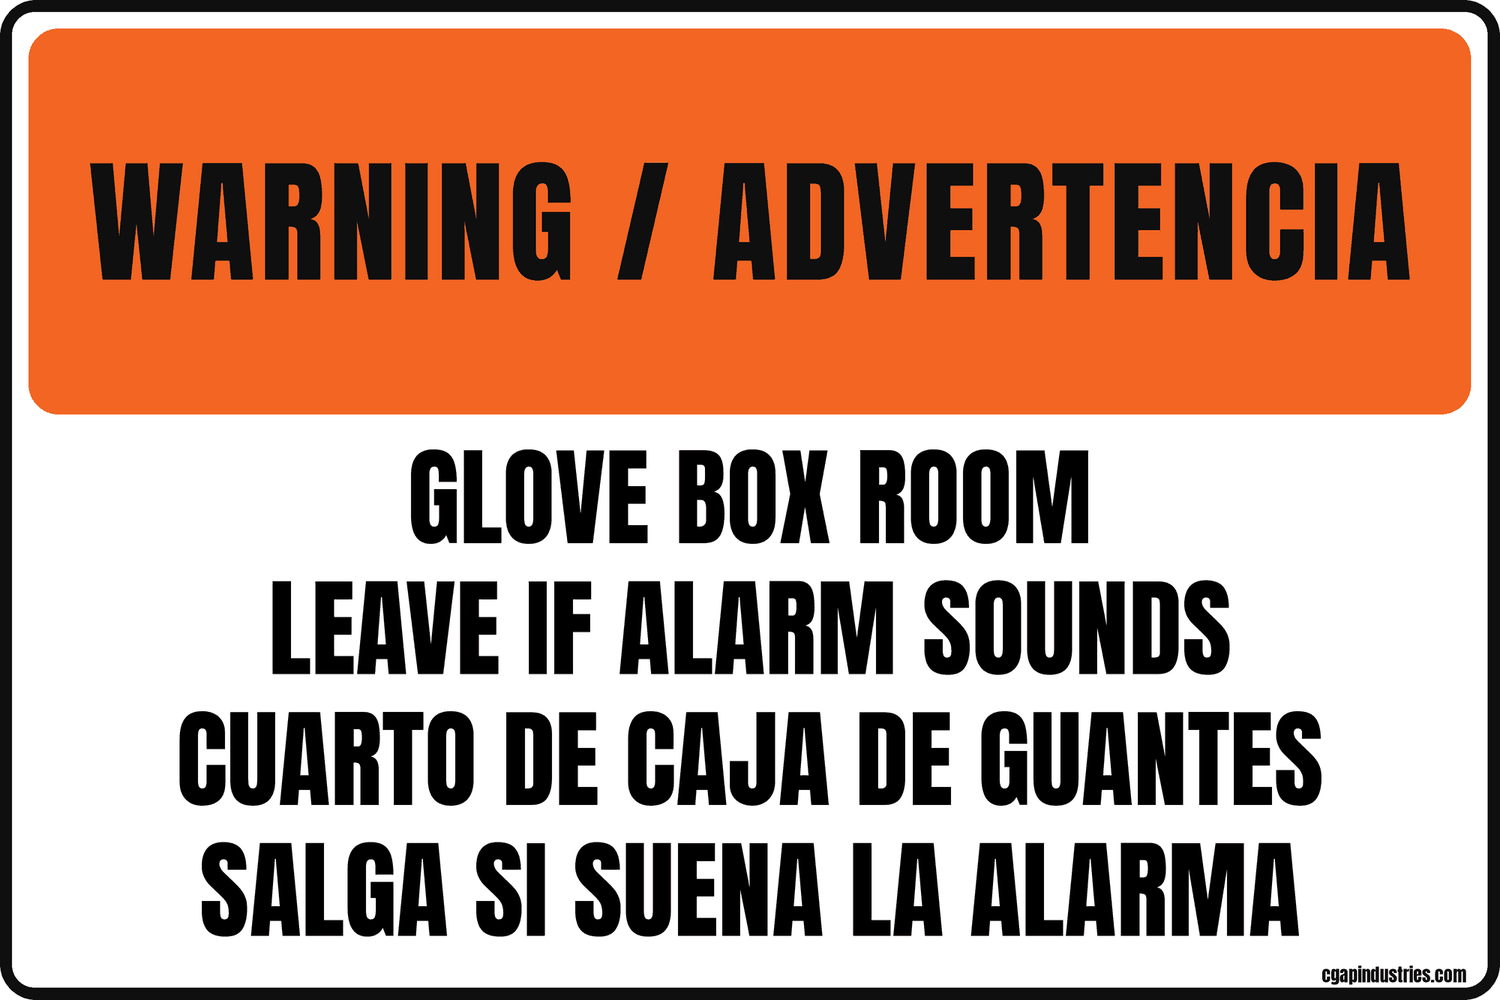 WARNING / ADVERTENCIA
GLOVE BOX ROOM
LEAVE IF ALARM SOUNDS
CUARTO DE CAJA DE GUANTES
SALGA SI SUENA LA ALARMA
cgapindustries.com